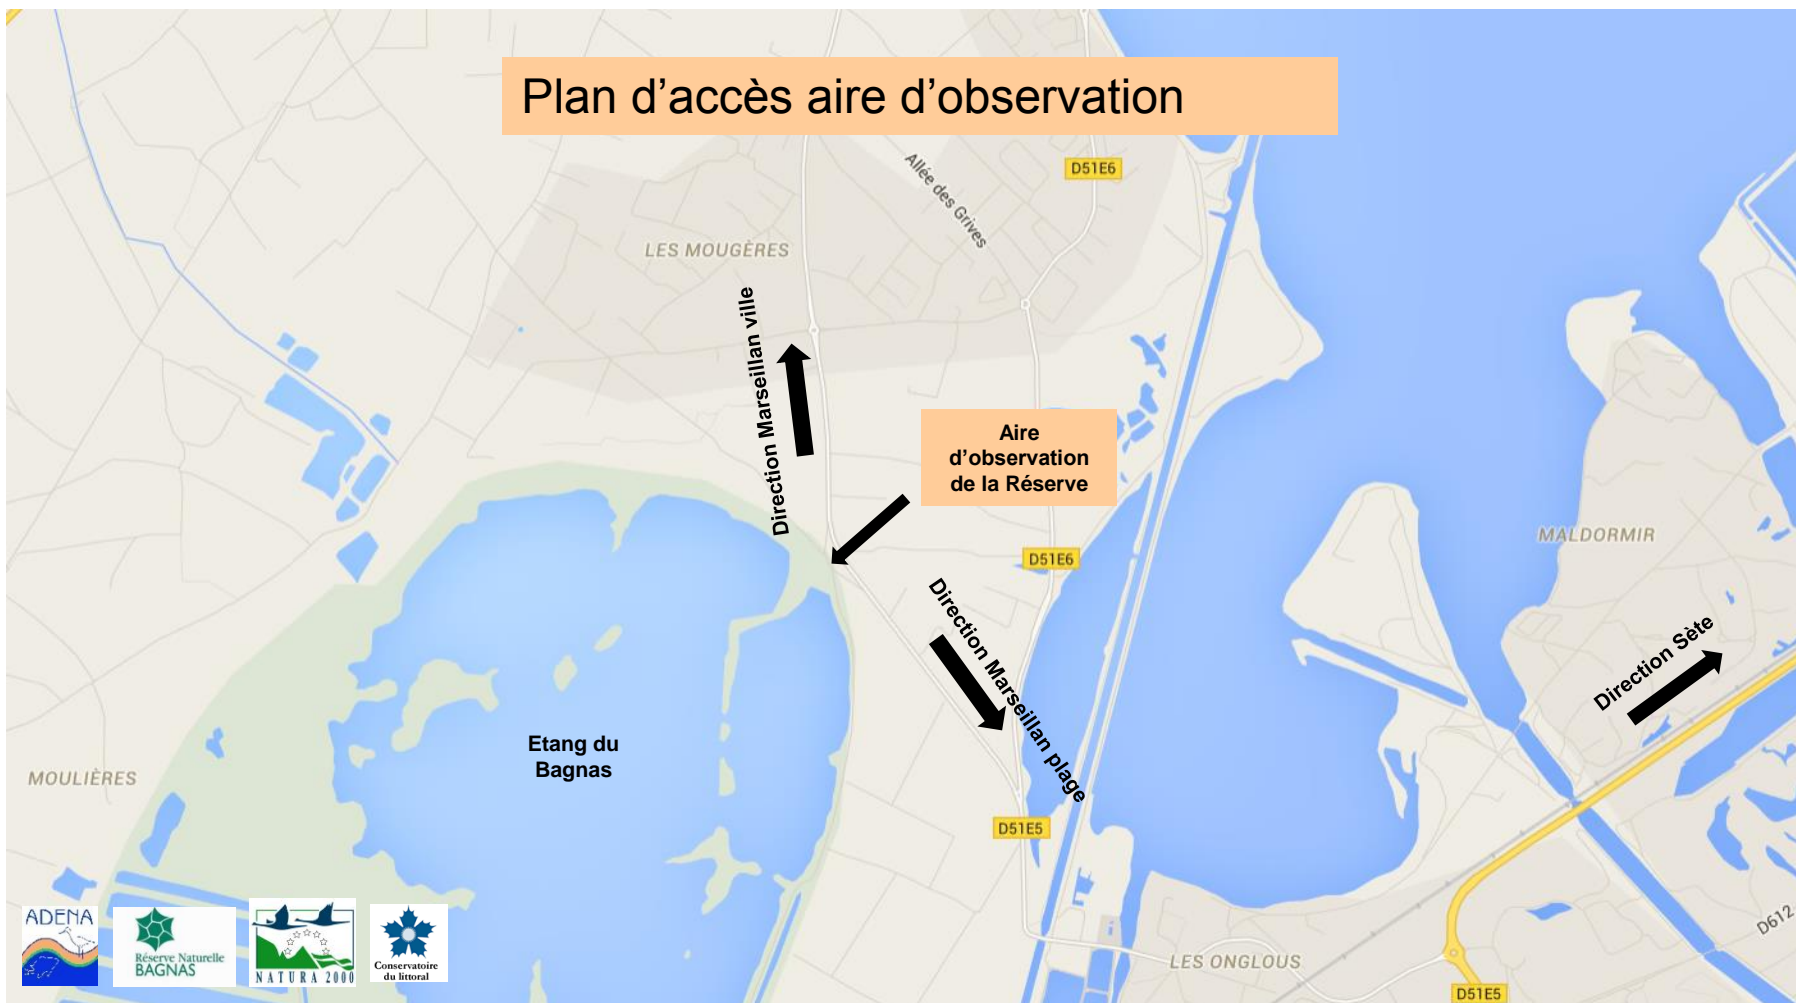 Plan d’accès aire d’observation
D51E6
Allée des Grives
LES MOUGÈRES
Direction Marseillan ville
Aire
d’observation
de la Réserve
MALDORMIR
D51E6
Direction Marseillan plage
Direction Sète
Etang du
Bagnas
MOULIÈRES
D51E5
ADENA
Réserve Naturelle
BAGNAS
NATURA 2000
Conservatoire
du littoral
D612
LES ONGLOUS
D51E5